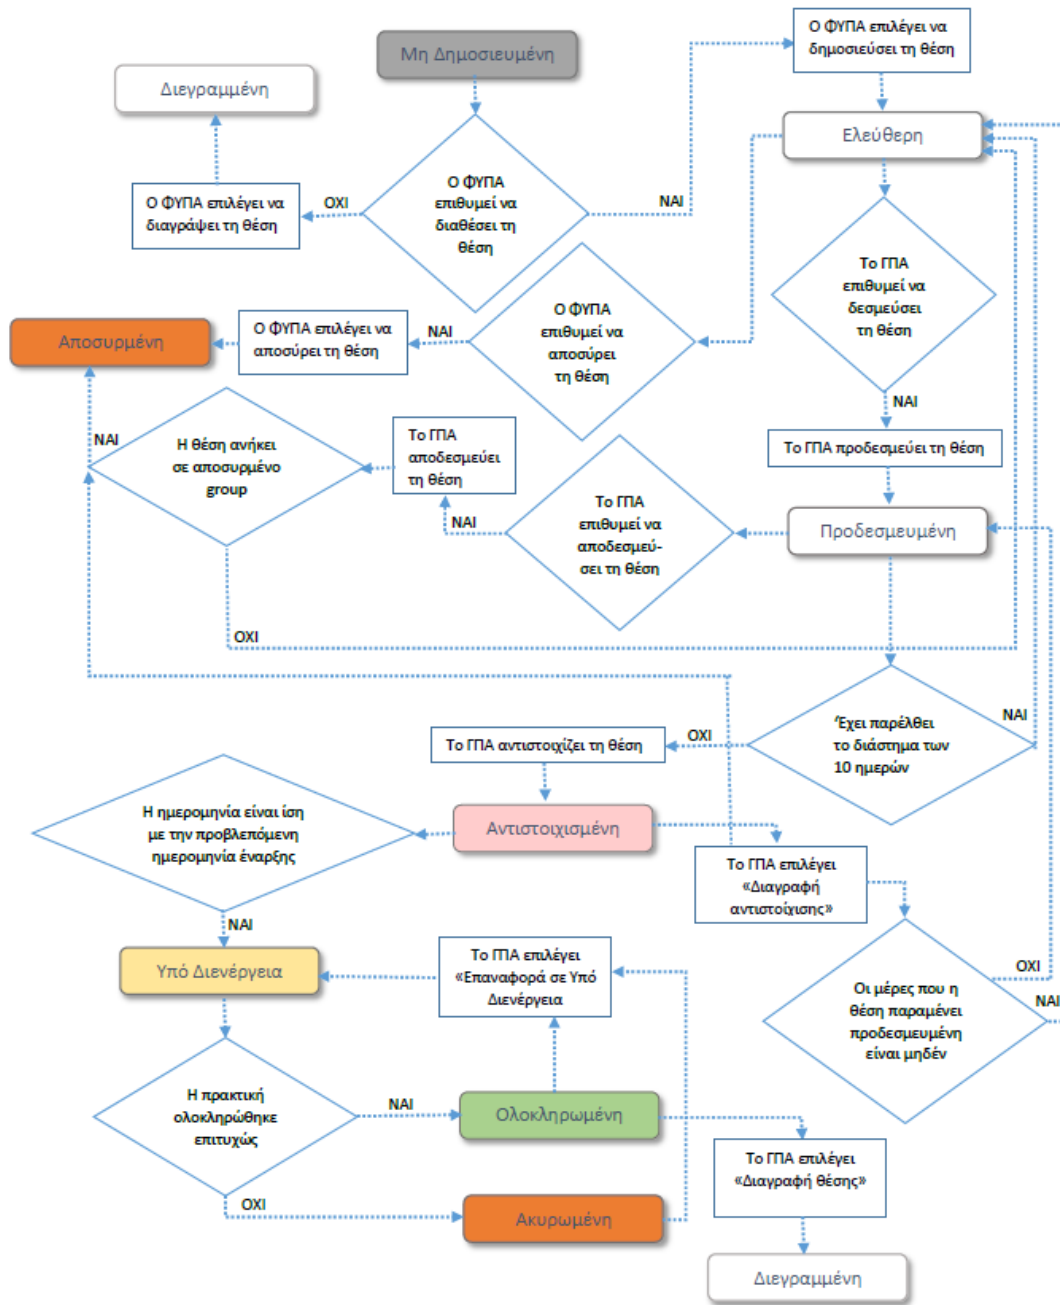 Ο ΦΥΠΑ επιλέγει να
δημοσιεύσει τη θέση
Μη Δημοσιευμένη
Διεγραμμένη
Ελεύθερη
Ο ΦΥΠΑ
επιθυμεί να
διαθέσει τη
θέση
ΟΧΙ
ΝΑΙ
Ο ΦΥΠΑ επιλέγει να
διαγράψει τη θέση
Το ΓΠΑ
επιθυμεί να
δεσμεύσει
τη θέση
Ο ΦΥΠΑ
επιθυμεί να
αποσύρει
τη θέση
ΝΑΙ
Ο ΦΥΠΑ επιλέγει να
αποσύρει τη θέση
Αποσυρμένη
ΝΑΙ
Το ΓΠΑ προδεσμεύει τη θέση
Το ΓΠΑ
αποδεσμεύει
τη θέση
ΝΑΙ
Η θέση ανήκει
σε αποσυρμένο
group
Το ΓΠΑ
επιθυμεί να
αποδεσμεύ-
σει τη θέση
ΝΑΙ
Προδεσμευμένη
ΟΧΙ
Έχει παρέλθει
το διάστημα των
10 ημερών
ΝΑΙ
ΟΧΙ
Το ΓΠΑ αντιστοιχίζει τη θέση
Αντιστοιχισμένη
Η ημερομηνία είναι ίση
με την προβλεπόμενη
ημερομηνία έναρξης
Το ΓΠΑ επιλέγει
«Διαγραφή
αντιστοίχισης»
ΝΑΙ
Υπό Διενέργεια
Το ΓΠΑ επιλέγει
«Επαναφορά σε Υπό
Διενέργεια
ΟΧΙ
ΝΑΙ
Οι μέρες που η
θέση παραμένει
προδεσμευμένη
είναι μηδέν
Η πρακτική
ολοκληρώθηκε
επιτυχώς
ΝΑΙ
Ολοκληρωμένη
Το ΓΠΑ επιλέγει
«Διαγραφή θέσης»
ΟΧΙ
Ακυρωμένη
Διεγραμμένη